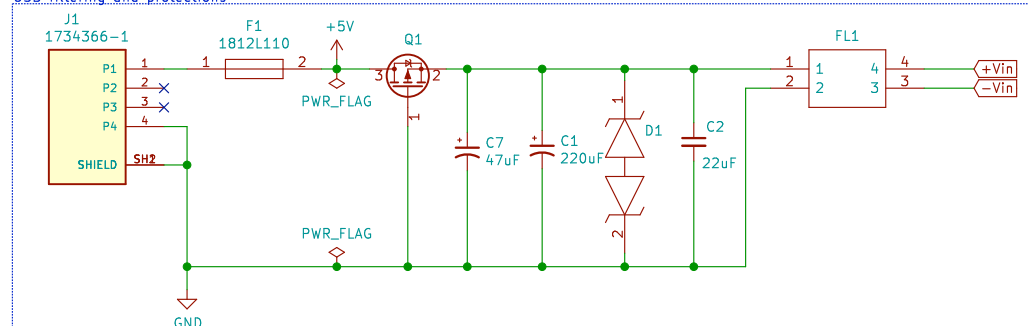 J1
1734366-1
P1 1
P2 2
P3 3
P4 4
SHIELD
F1
1812L110
1 2
+5V
PWR_FLAG
Q1
3 2
1
C7
47uF
C1
220uF
1
D1
2
C2
22uF
FL1
1 1 4 4
2 2 3 3
+Vin
-Vin
PWR_FLAG
GND